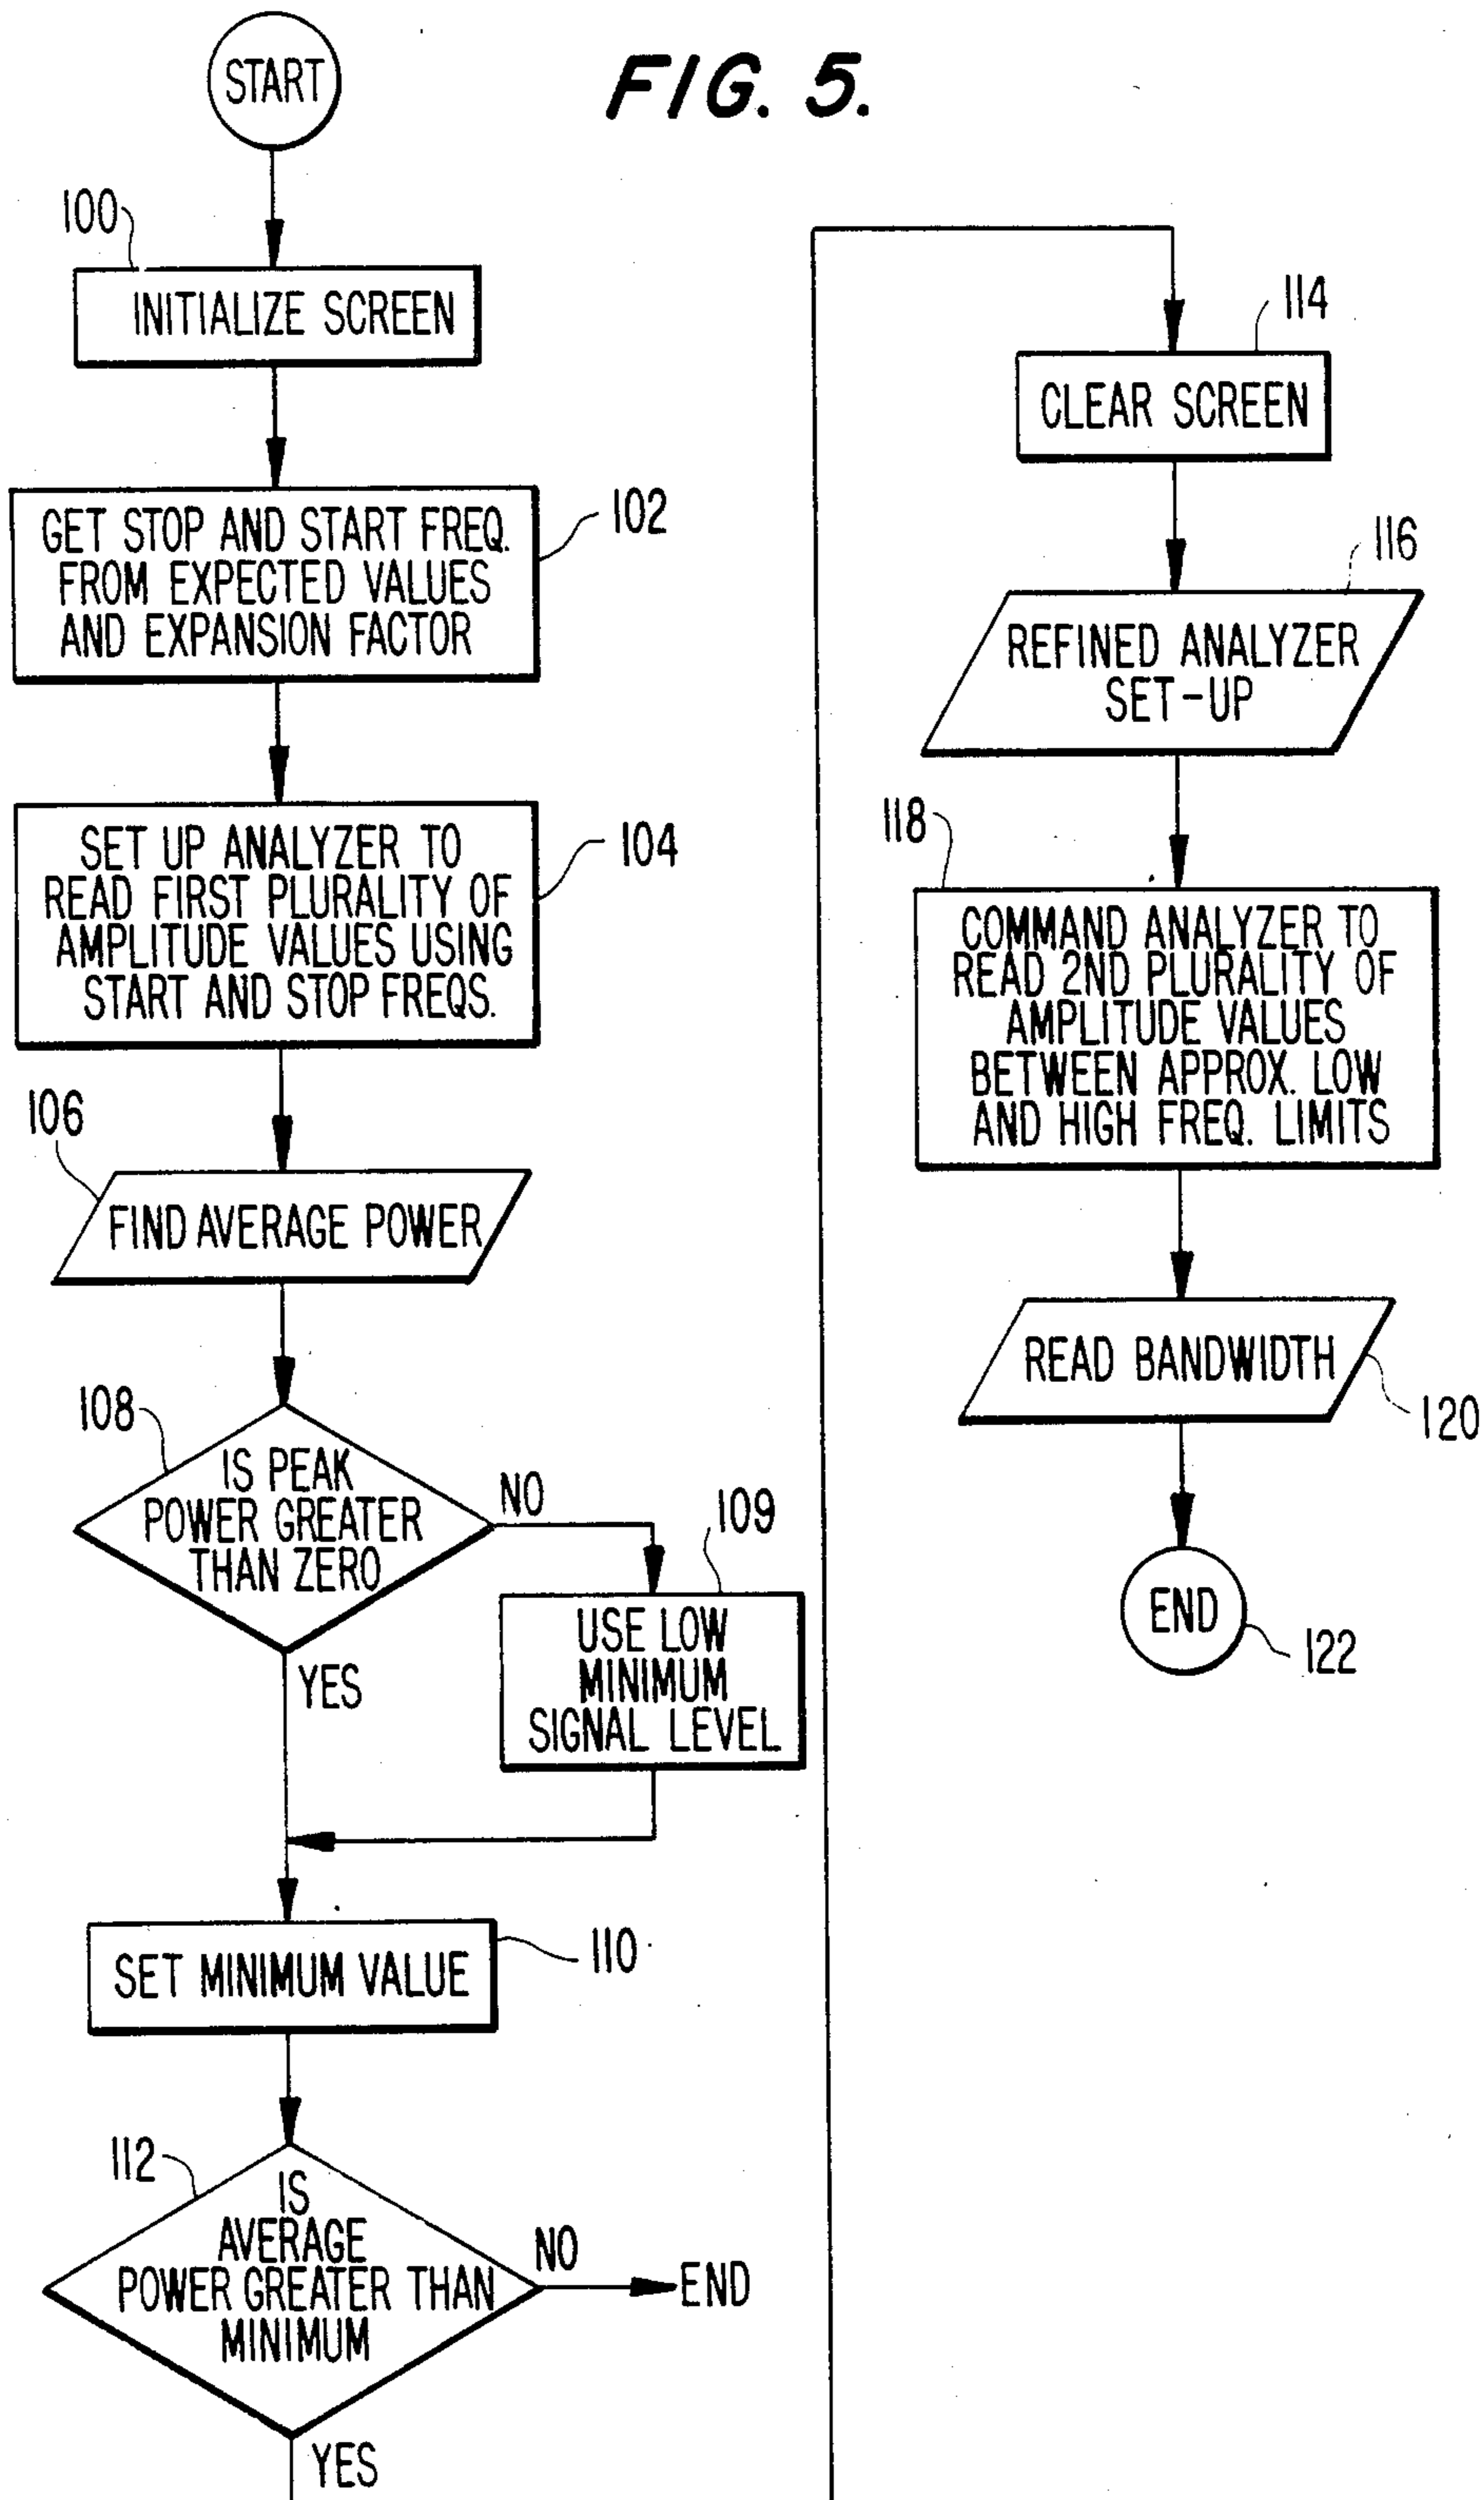 FIG. 5.
START
100
INITIALIZE SCREEN
GET STOP AND START FREQ.
FROM EXPECTED VALUES
AND EXPANSION FACTOR
102
SET UP ANALYZER TO
READ FIRST PLURALITY OF
AMPLITUDE VALUES USING
START AND STOP FREQS.
104
106
FIND AVERAGE POWER
108
IS PEAK
POWER GREATER
THAN ZERO
NO
YES
109
USE LOW
MINIMUM
SIGNAL LEVEL
SET MINIMUM VALUE
110
112
IS
AVERAGE
POWER GREATER THAN
MINIMUM
NO
END
YES
114
CLEAR SCREEN
116
REFINED ANALYZER
SET-UP
118
COMMAND ANALYZER TO
READ 2ND PLURALITY OF
AMPLITUDE VALUES
BETWEEN APPROX. LOW
AND HIGH FREQ. LIMITS
READ BANDWIDTH
120
END
122